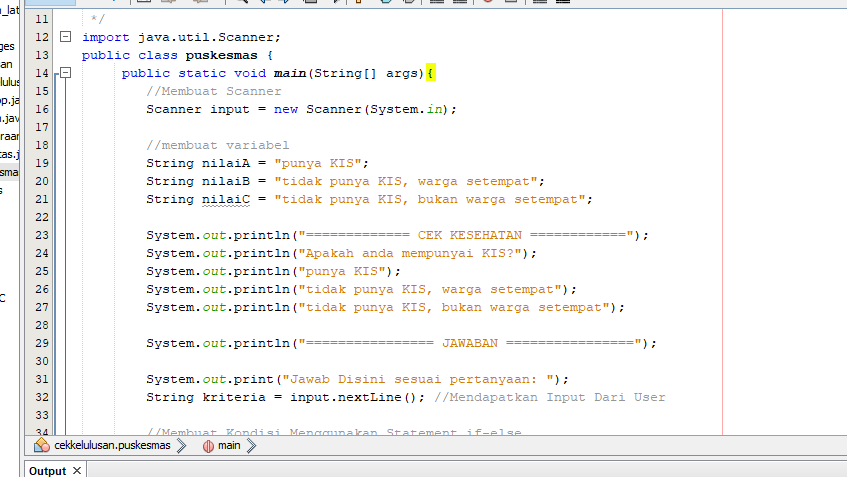 11 */
12 import java.util.Scanner;
13 public class puskesmas {
14 public static void main(String[] args){
15 //Membuat Scanner
16 Scanner input = new Scanner(System.in);
17
18 //membuat variabel
19 String nilaiA = "punya KIS";
20 String nilaiB = "tidak punya KIS, warga setempat";
21 String nilaiC = "tidak punya KIS, bukan warga setempat";
22
23 System.out.println("============= CEK KESEHATAN ============");
24 System.out.println("Apakah anda mempunyai KIS?");
25 System.out.println("punya KIS");
26 System.out.println("tidak punya KIS, warga setempat");
27 System.out.println("tidak punya KIS, bukan warga setempat");
28
29 System.out.println("================ JAWABAN ================");
30
31 System.out.print("Jawab Disini sesuai pertanyaan: ");
32 String kriteria = input.nextLine(); //Mendapatkan Input Dari User
33
34 //Membuat Kondisi Menggunakan Statement if-else
cekkelulusan.puskesmas main
Output